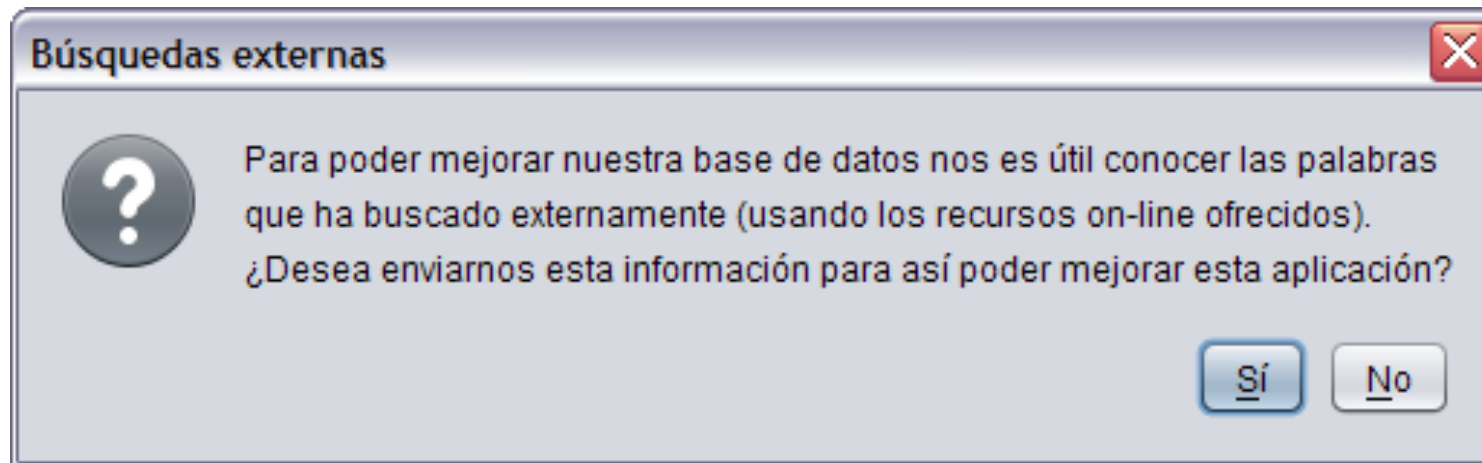 Búsquedas externas
Para poder mejorar nuestra base de datos nos es útil conocer las palabras
que ha buscado externamente (usando los recursos on-line ofrecidos).
¿Desea enviarnos esta información para así poder mejorar esta aplicación?
Sí No